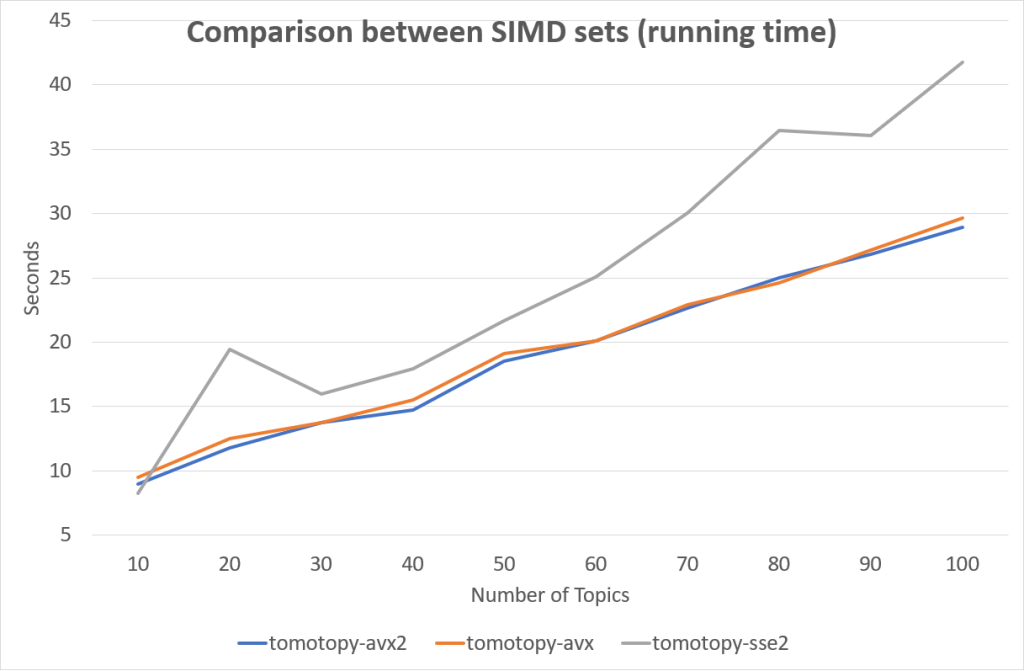 Comparison between SIMD sets (running time)
45
40
35
30
25
20
15
10
5
Seconds
10 20 30 40 50 60 70 80 90 100
Number of Topics
tomotopy-avx2 tomotopy-avx tomotopy-sse2